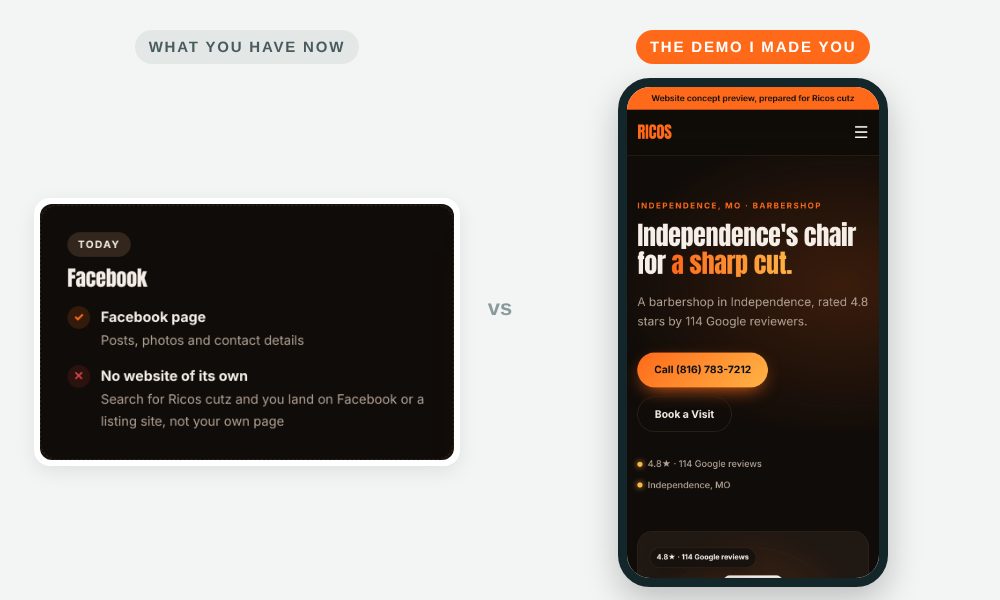 WHAT YOU HAVE NOW
TODAY
Facebook
Facebook page
Posts, photos and contact details
No website of its own
Search for Ricos cutz and you land on Facebook or a
listing site, not your own page
vs
THE DEMO I MADE YOU
Website concept preview, prepared for Ricos cutz
RICOS
INDEPENDENCE, MO · BARBERSHOP
Independence's chair
for a sharp cut.
A barbershop in Independence, rated 4.8
stars by 114 Google reviewers.
Call (816) 783-7212
Book a Visit
4.8★ · 114 Google reviews
Independence, MO
4.8★ · 114 Google reviews